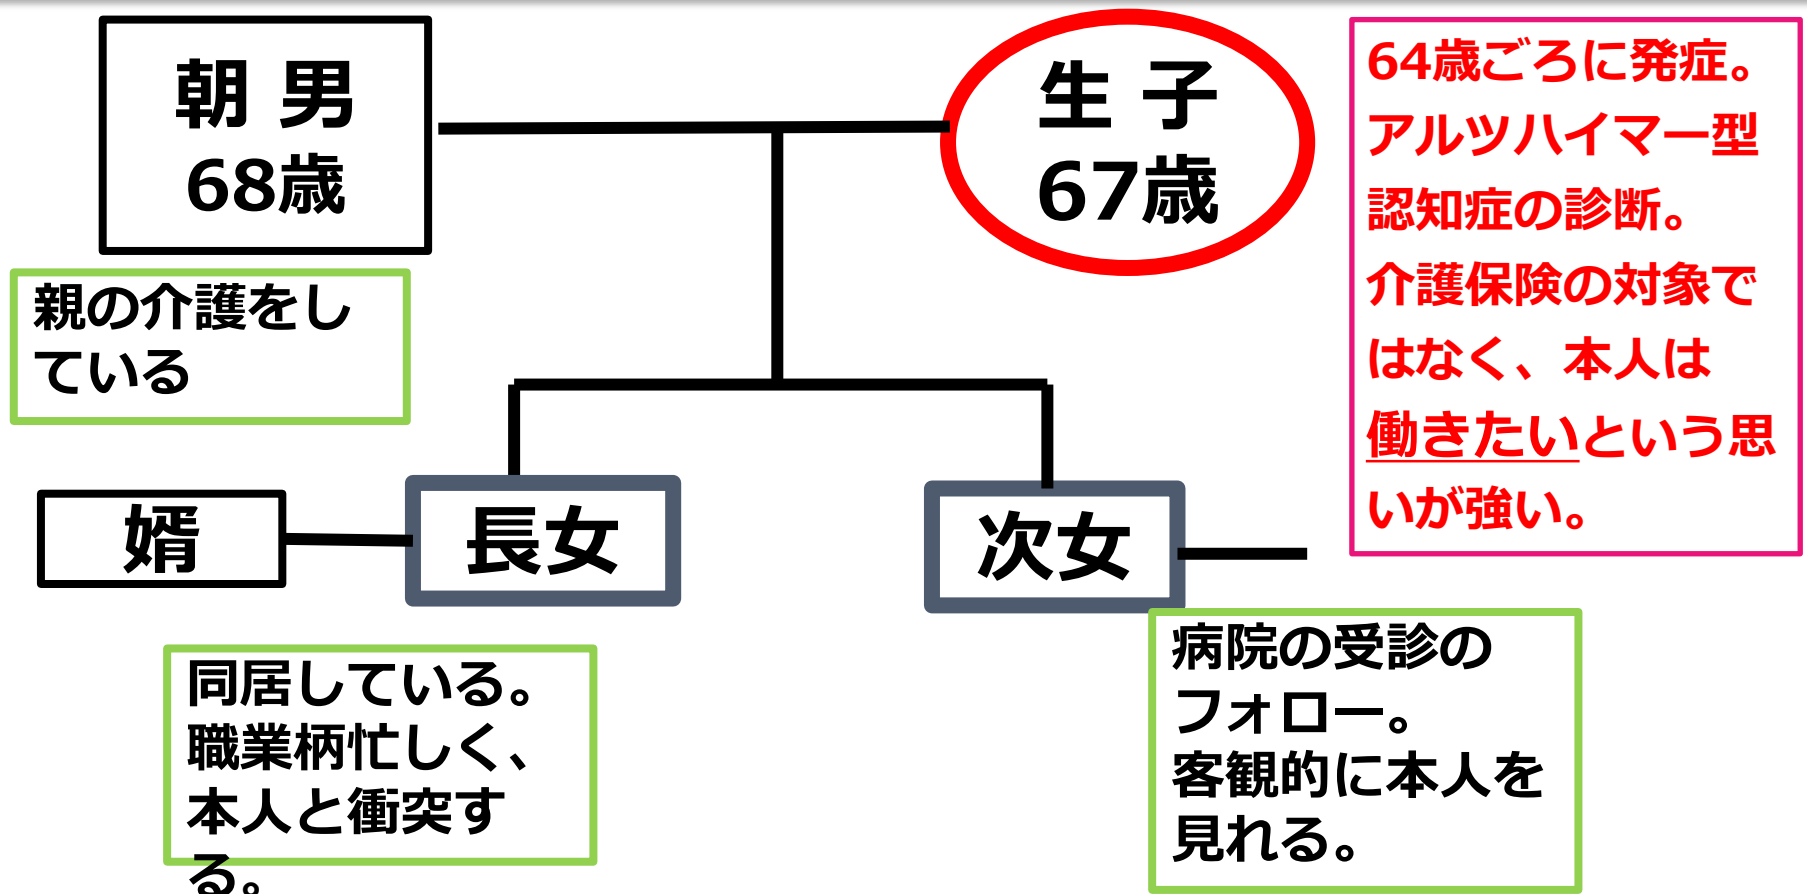 朝 男
68歳
生 子
67歳
64歳ごろに発症。
アルツハイマー型
認知症の診断。
介護保険の対象で
はなく、本人は
働きたいという思
いが強い。
親の介護をし
ている
婿
長女
次女
同居している。
職業柄忙しく、
本人と衝突す
る。
病院の受診の
フォロー。
客観的に本人を
見れる。